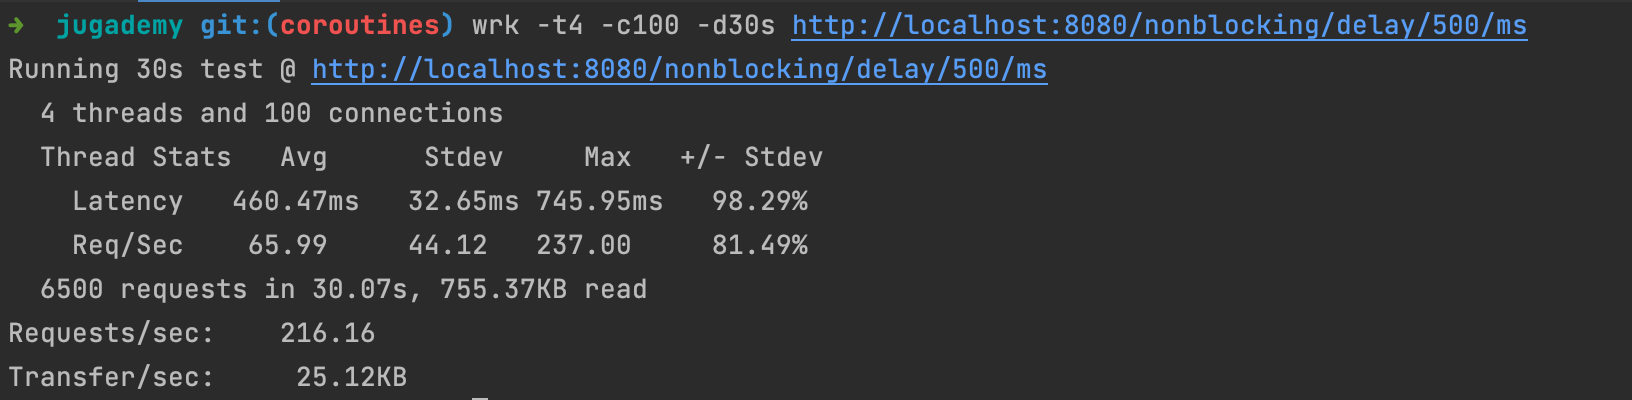 → jugademy git:(coroutines) wrk -t4 -c100 -d30s http://localhost:8080/nonblocking/delay/500/ms
Running 30s test @ http://localhost:8080/nonblocking/delay/500/ms
4 threads and 100 connections
Thread Stats Avg Stdev Max +/- Stdev
Latency 460.47ms 32.65ms 745.95ms 98.29%
Req/Sec 65.99 44.12 237.00 81.49%
6500 requests in 30.07s, 755.37KB read
Requests/sec: 216.16
Transfer/sec: 25.12KB